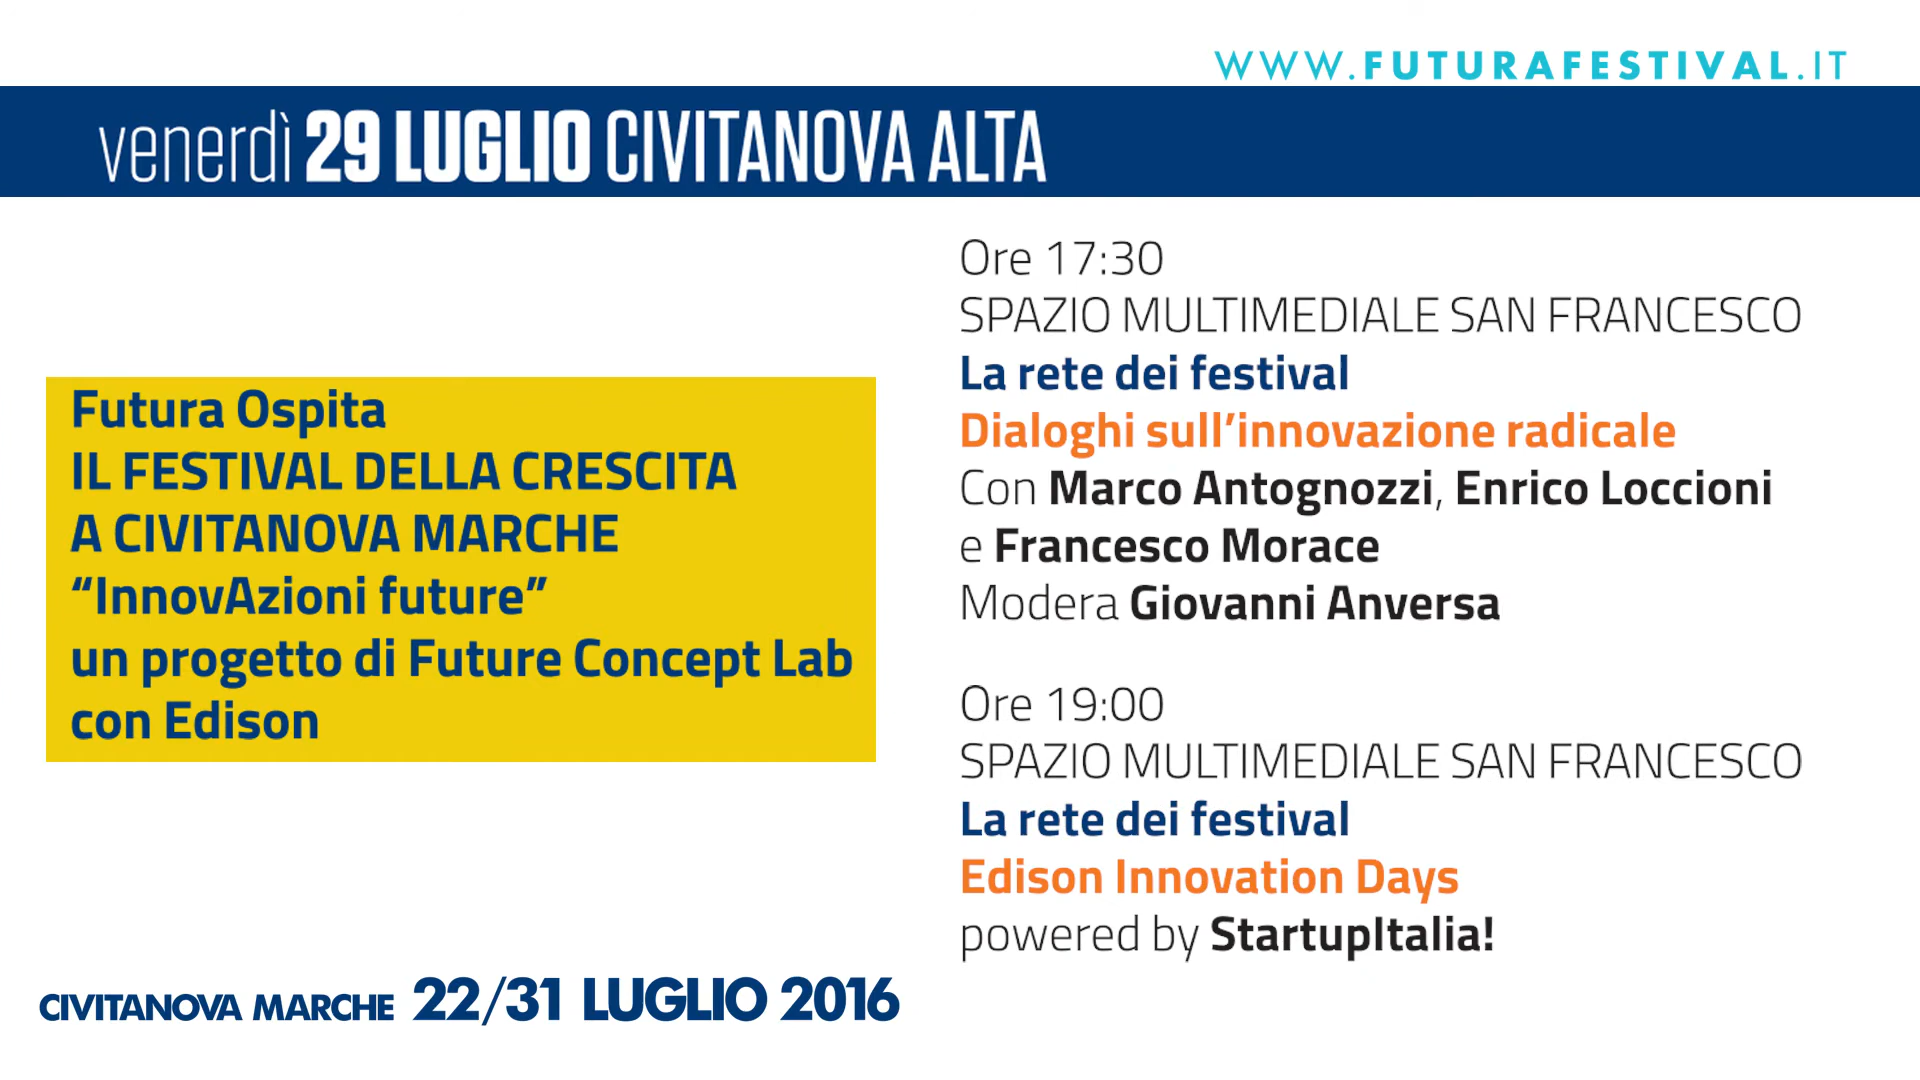 WWW.FUTURAFESTIVAL.IT
venerdì 29 LUGLIO CIVITANOVA ALTA
Futura Ospita
IL FESTIVAL DELLA CRESCITA
A CIVITANOVA MARCHE
“InnovAzioni future”
un progetto di Future Concept Lab
con Edison
Ore 17:30
SPAZIO MULTIMEDIALE SAN FRANCESCO
La rete dei festival
Dialoghi sull’innovazione radicale
Con Marco Antognozzi, Enrico Loccioni
e Francesco Morace
Modera Giovanni Anversa
Ore 19:00
SPAZIO MULTIMEDIALE SAN FRANCESCO
La rete dei festival
Edison Innovation Days
powered by StartupItalia!
CIVITANOVA MARCHE 22/31 LUGLIO 2016